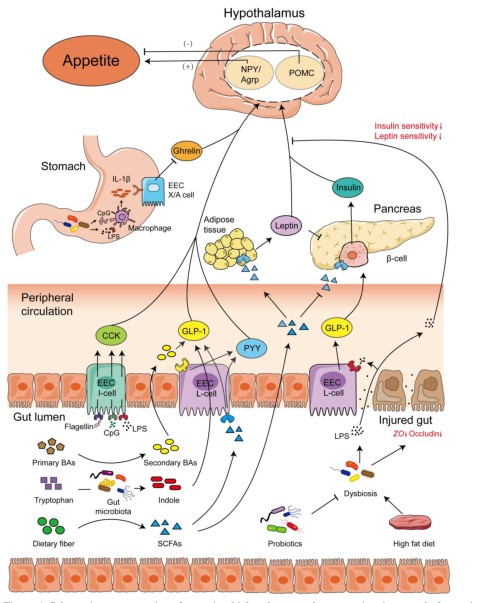 Hypothalamus
(-)
Appetite
(+)
NPY/
Agrp
POMC
Insulin sensitivity↓
Leptin sensitivity↓
Stomach
Ghrelin
IL-1β
EEC
X/A cell
CpG
LPS
Macrophage
Insulin
Pancreas
Adipose
tissue
Leptin
β-cell
Peripheral
circulation
CCK
GLP-1
PYY
GLP-1
EEC
I-cell
EEC
L-cell
EEC
L-cell
Gut lumen
Flagellin
CpG
LPS
Injured gut
ZO↓ Occludin↓
LPS
Primary BAs
Secondary BAs
Tryptophan
Gut
microbiota
Indole
Dysbiosis
Dietary fiber
SCFAs
Probiotics
High fat diet